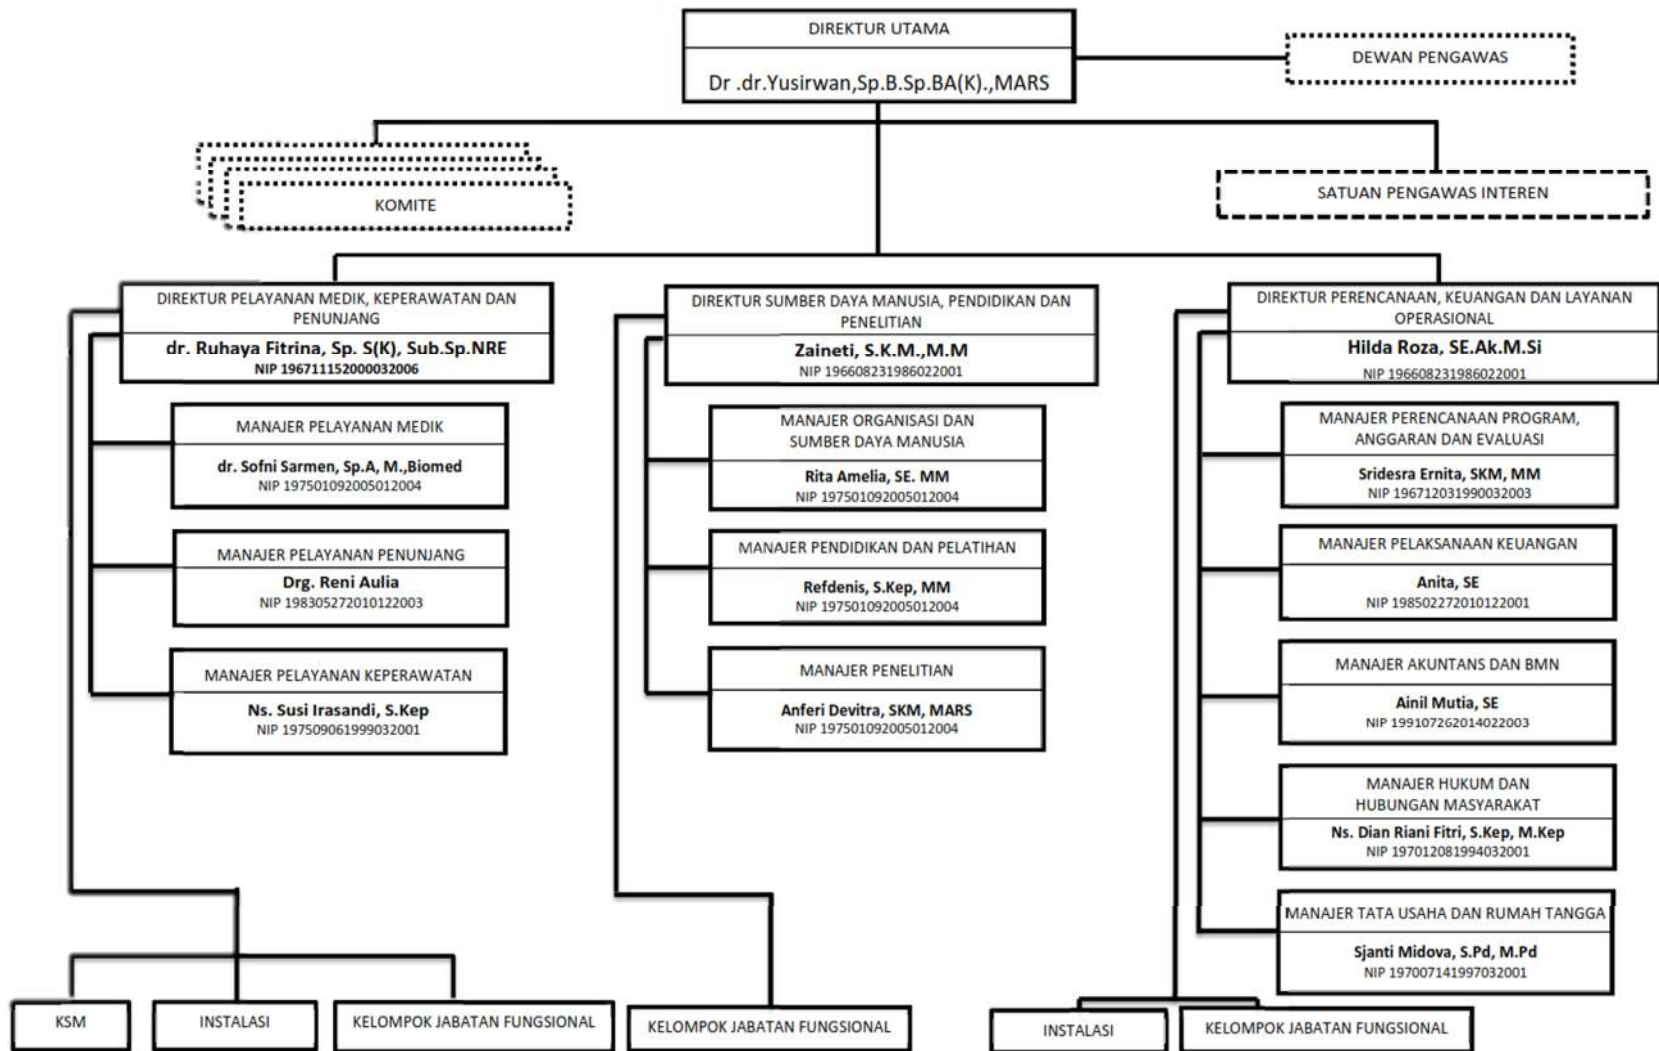 DIREKTUR UTAMA
Dr .dr.Yusirwan,Sp.B.Sp.BA(K).,MARS
DEWAN PENGAWAS
KOMITE
SATUAN PENGAWAS INTEREN
DIREKTUR PELAYANAN MEDIK, KEPERAWATAN DAN
PENUNJANG
dr. Ruhaya Fitrina, Sp. S(K), Sub.Sp.NRE
NIP 196711152000032006
MANAJER PELAYANAN MEDIK
dr. Sofni Sarmen, Sp.A, M.,Biomed
NIP 197501092005012004
MANAJER PELAYANAN PENUNJANG
Drg. Reni Aulia
NIP 198305272010122003
MANAJER PELAYANAN KEPERAWATAN
Ns. Susi Irasandi, S.Kep
NIP 197509061999032001
KSM
INSTALASI
KELOMPOK JABATAN FUNGSIONAL
DIREKTUR SUMBER DAYA MANUSIA, PENDIDIKAN DAN
PENELITIAN
Zaineti, S.K.M.,M.M
NIP 196608231986022001
MANAJER ORGANISASI DAN
SUMBER DAYA MANUSIA
Rita Amelia, SE. MM
NIP 197501092005012004
MANAJER PENDIDIKAN DAN PELATIHAN
Refdenis, S.Kep, MM
NIP 197501092005012004
MANAJER PENELITIAN
Anferi Devitra, SKM, MARS
NIP 197501092005012004
KELOMPOK JABATAN FUNGSIONAL
DIREKTUR PERENCANAAN, KEUANGAN DAN LAYANAN
OPERASIONAL
Hilda Roza, SE.Ak.M.Si
NIP 196608231986022001
MANAJER PERENCANAAN PROGRAM,
ANGGARAN DAN EVALUASI
Sridesra Ernita, SKM, MM
NIP 196712031990032003
MANAJER PELAKSANAAN KEUANGAN
Anita, SE
NIP 198502272010122001
MANAJER AKUNTANS DAN BMN
Ainil Mutia, SE
NIP 199107262014022003
MANAJER HUKUM DAN
HUBUNGAN MASYARAKAT
Ns. Dian Riani Fitri, S.Kep, M.Kep
NIP 197012081994032001
MANAJER TATA USAHA DAN RUMAH TANGGA
Sjanti Midova, S.Pd, M.Pd
NIP 197007141997032001
INSTALASI
KELOMPOK JABATAN FUNGSIONAL